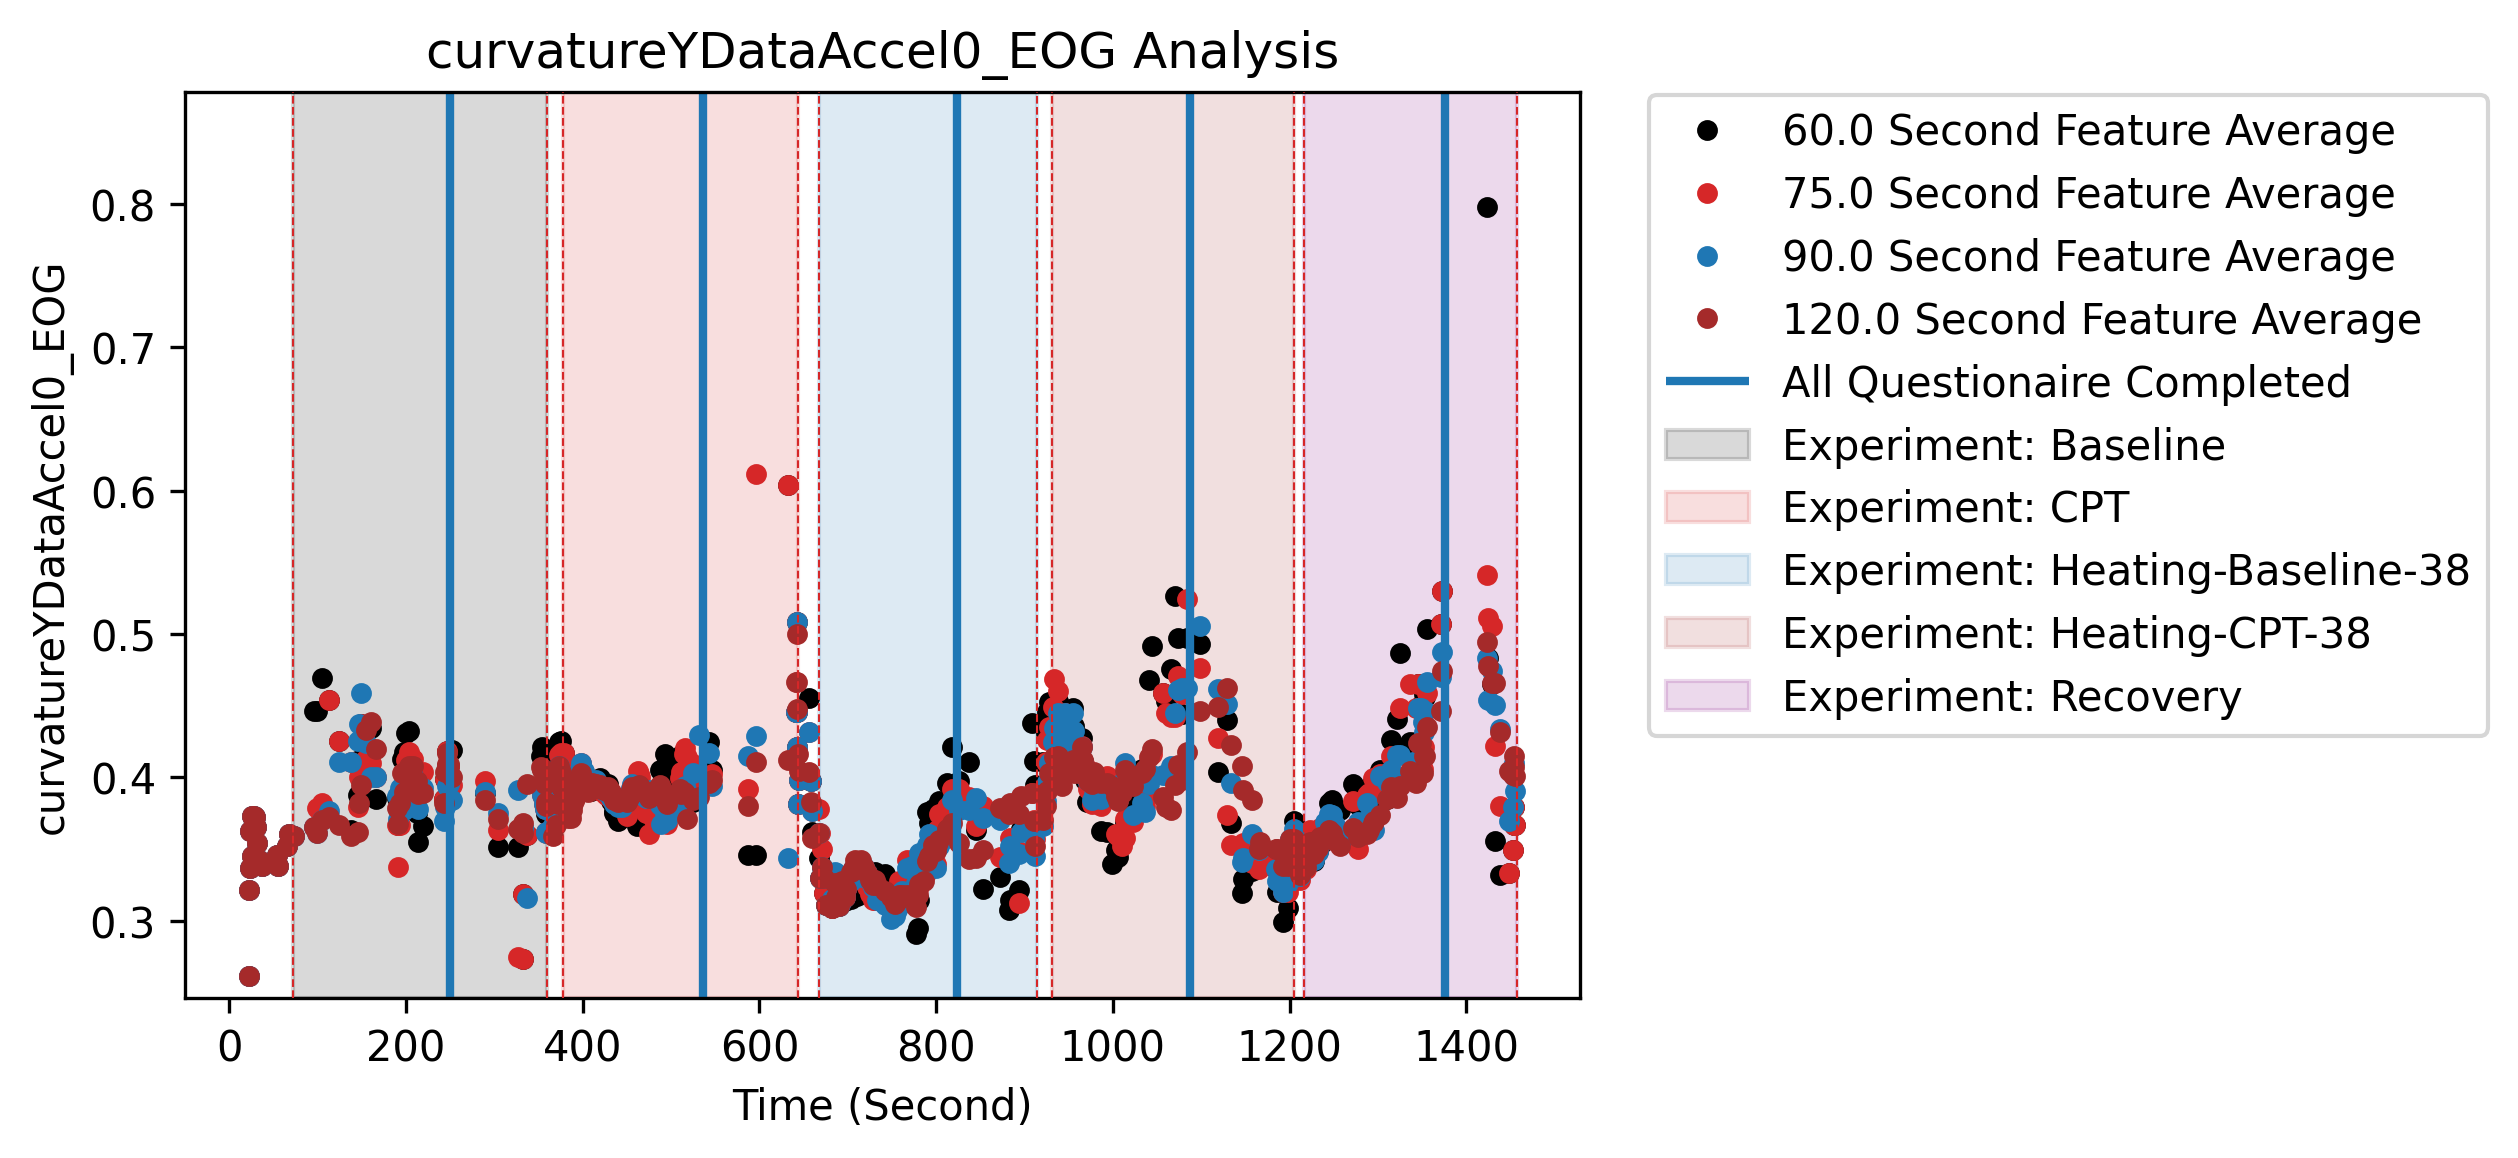 curvatureYDataAccel0_EOG Analysis
curvatureYDataAccel0_EOG
0.8
0.7
0.6
0.5
0.4
0.3
0 200 400 600 800 1000 1200 1400
Time (Second)
60.0 Second Feature Average
75.0 Second Feature Average
90.0 Second Feature Average
120.0 Second Feature Average
All Questionaire Completed
Experiment: Baseline
Experiment: CPT
Experiment: Heating-Baseline-38
Experiment: Heating-CPT-38
Experiment: Recovery